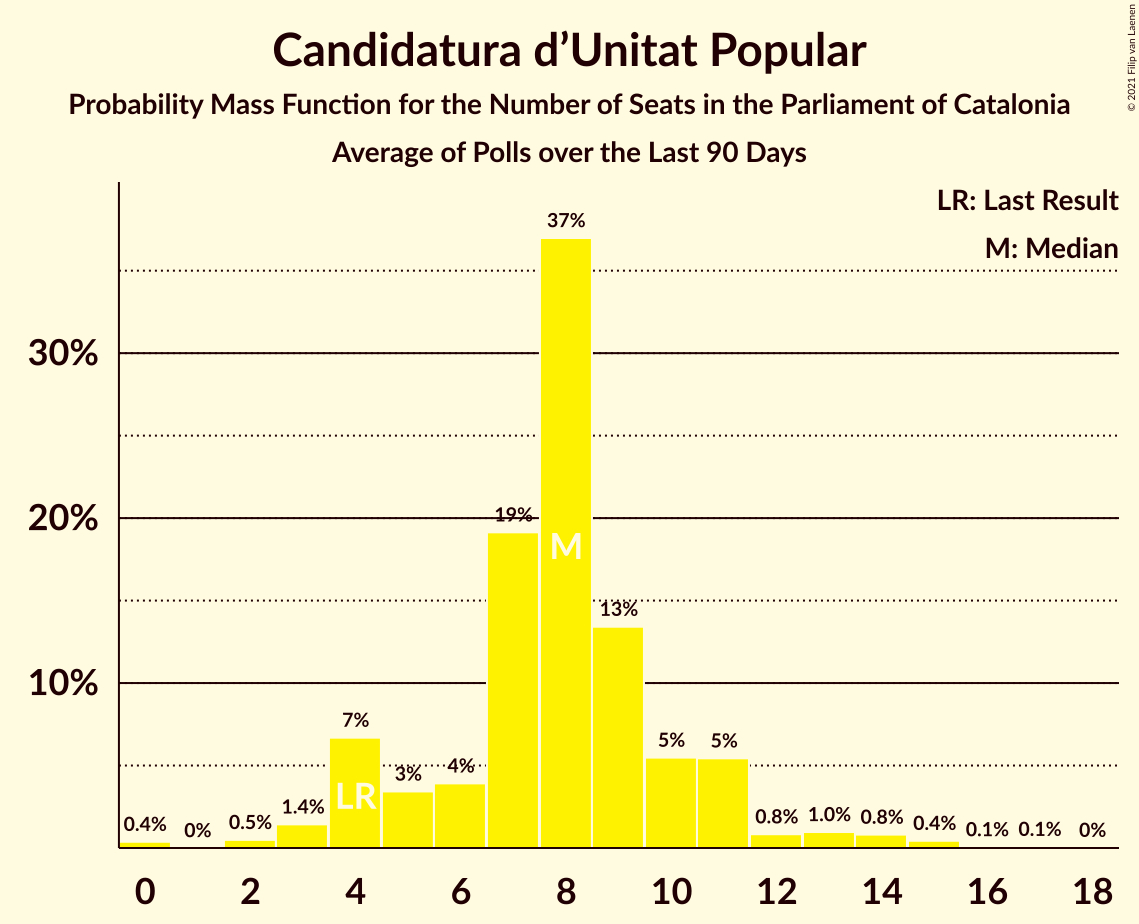 Candidatura d’Unitat Popular
Probability Mass Function for the Number of Seats in the Parliament of Catalonia
Average of Polls over the Last 90 Days
© 2021 Filip van Laenen
LR: Last Result
M: Median
37%
30%
20%
19%
M
13%
10%
7%
5%
5%
4%
3%
LR
1.4%
0.4%
0%
0.5%
0.8%
1.0%
0.8%
0.4%
0.1%
0.1%
0%
0 2 4 6 8 10 12 14 16 18